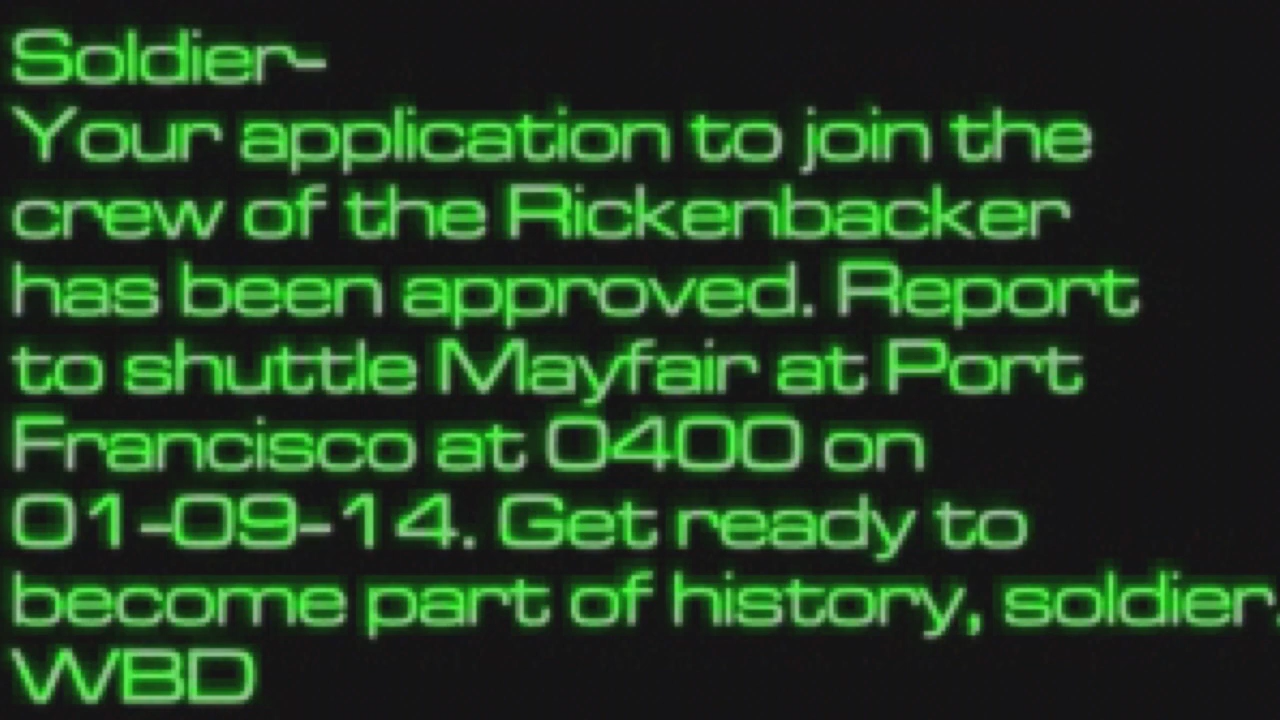 Soldier-
Your application to join the
crew of the Rickenbacker
has been approved. Report
to shuttle Mayfair at Port
Francisco at 0400 on
01-09-14. Get ready to
become part of history, soldier.
WBD